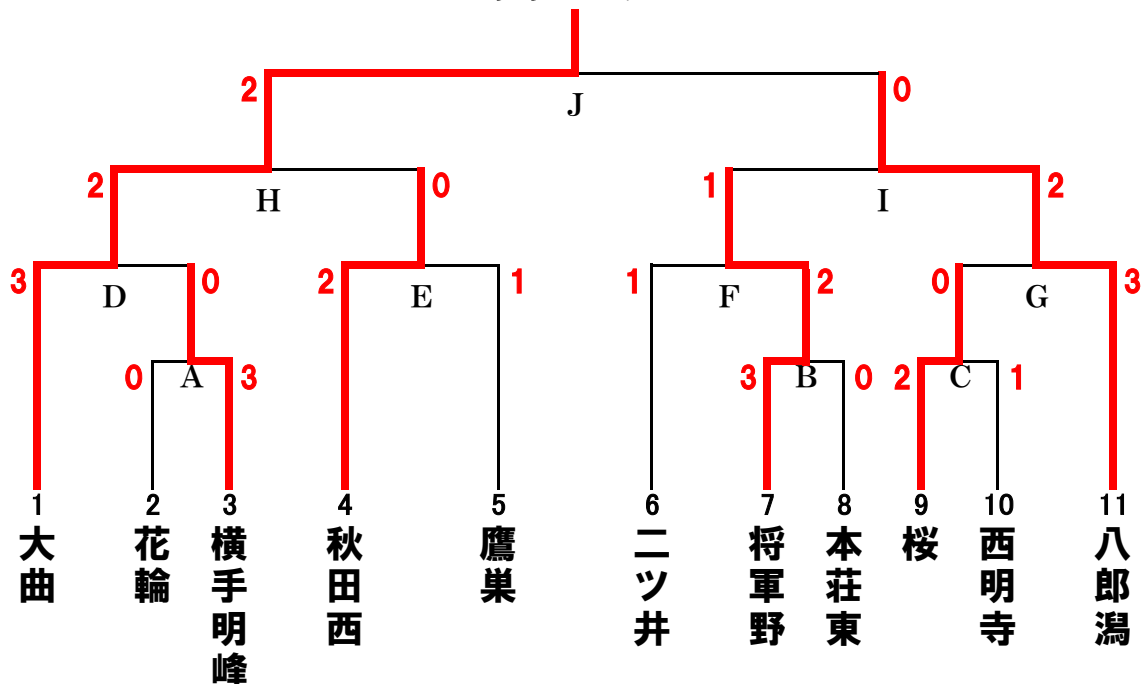 2
0
J
2
0
1
2
H
I
3
0
2
1
1
2
0
3
D
E
F
G
0
3
3
0
2
1
A
B
C
1
2
3
4
5
6
7
8
9
10
11
大曲
花輪
横手明峰
秋田西
鷹巣
二ツ井
将軍野
本荘東
桜
西明寺
八郎潟